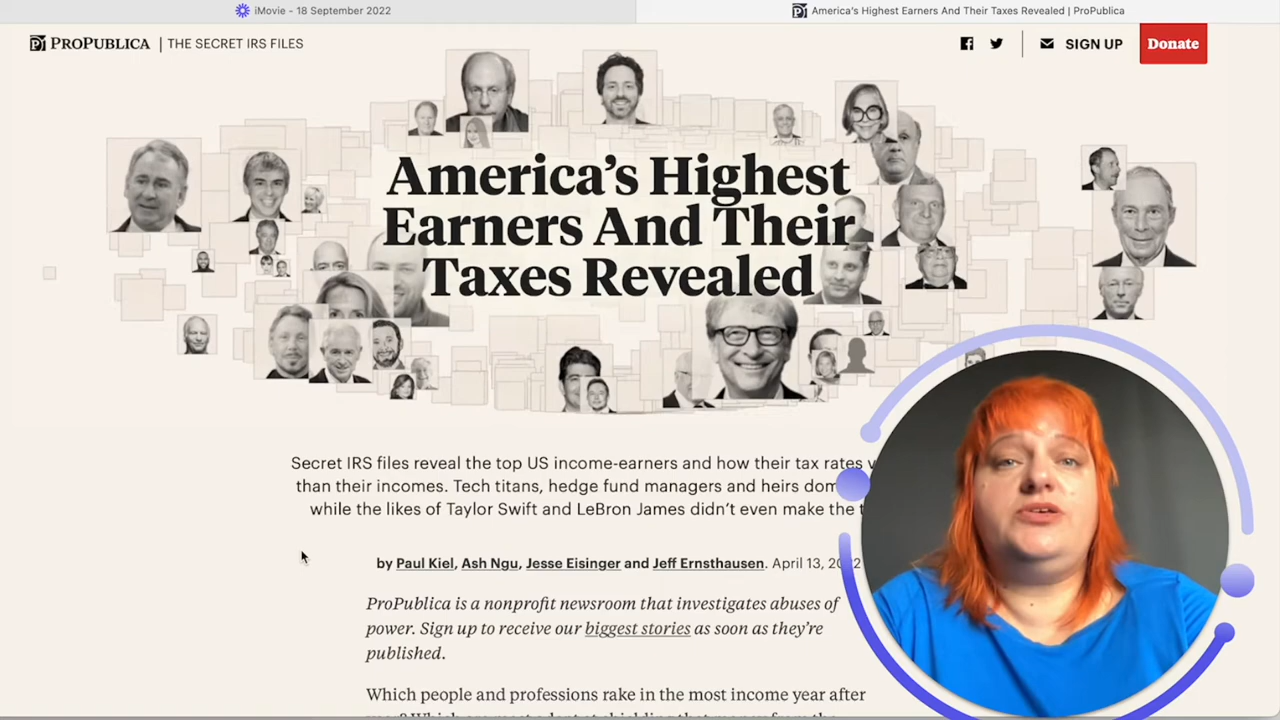 iMovie - 18 September 2022
America's Highest Earners And Their Taxes Revealed | ProPublica
PROPUBLICA | THE SECRET IRS FILES
SIGN UP
Donate
America's Highest
Earners And Their
Taxes Revealed
Secret IRS files reveal the top US income-earners and how their tax rates
than their incomes. Tech titans, hedge fund managers and heirs
while the likes of Taylor Swift and LeBron James didn't even make the
by Paul Kiel, Ash Ngu, Jesse Eisinger and Jeff Ernsthausen. April 13,
ProPublica is a nonprofit newsroom that investigates abuses of
power. Sign up to receive our biggest stories as soon as they're
published.
Which people and professions rake in the most income year after